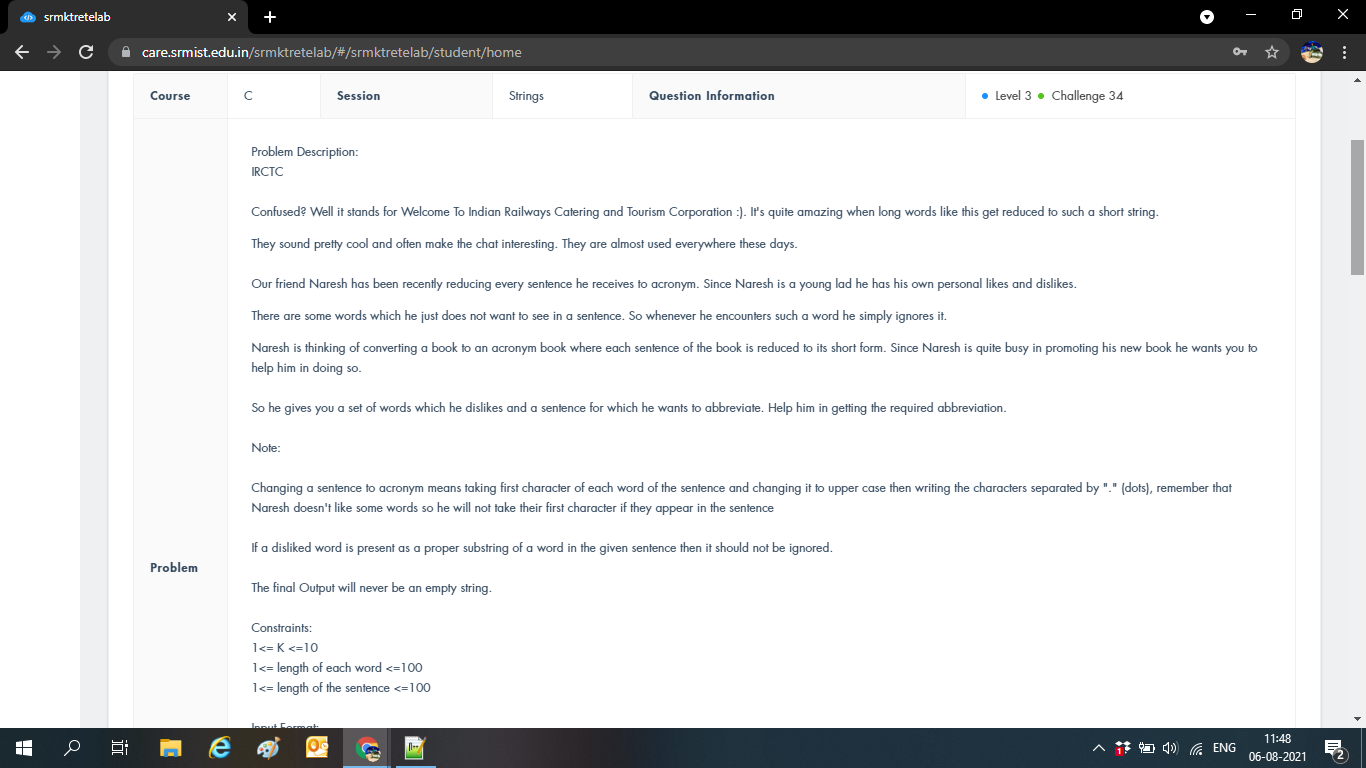 srmktretelab
care.srmist.edu.in/srmktretelab/#/srmktretelab/student/home
Course C Session Strings Question Information Level 3 Challenge 34
Problem Description:
IRCTC
Confused? Well it stands for Welcome To Indian Railways Catering and Tourism Corporation :). It's quite amazing when long words like this get reduced to such a short string.
They sound pretty cool and often make the chat interesting. They are almost used everywhere these days.
Our friend Naresh has been recently reducing every sentence he receives to acronym. Since Naresh is a young lad he has his own personal likes and dislikes.
There are some words which he just does not want to see in a sentence. So whenever he encounters such a word he simply ignores it.
Naresh is thinking of converting a book to an acronym book where each sentence of the book is reduced to its short form. Since Naresh is quite busy in promoting his new book he wants you to
help him in doing so.
So he gives you a set of words which he dislikes and a sentence for which he wants to abbreviate. Help him in getting the required abbreviation.
Note:
Changing a sentence to acronym means taking first character of each word of the sentence and changing it to upper case then writing the characters separated by "." (dots), remember that
Naresh doesn't like some words so he will not take their first character if they appear in the sentence
If a disliked word is present as a proper substring of a word in the given sentence then it should not be ignored.
Problem
The final Output will never be an empty string.
Constraints:
1<= K <=10
1<= length of each word <=100
1<= length of the sentence <=100
Input Format:
ENG
11:48
06-08-2021
2